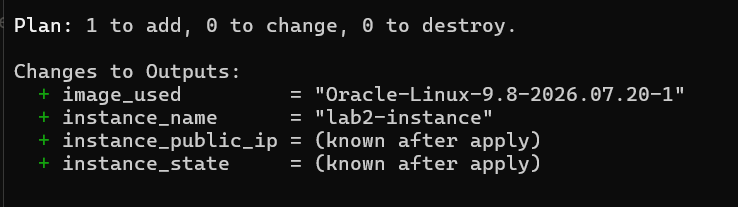 Plan: 1 to add, 0 to change, 0 to destroy.
Changes to Outputs:
+ image_used = "Oracle-Linux-9.8-2026.07.20-1"
+ instance_name = "lab2-instance"
+ instance_public_ip = (known after apply)
+ instance_state = (known after apply)